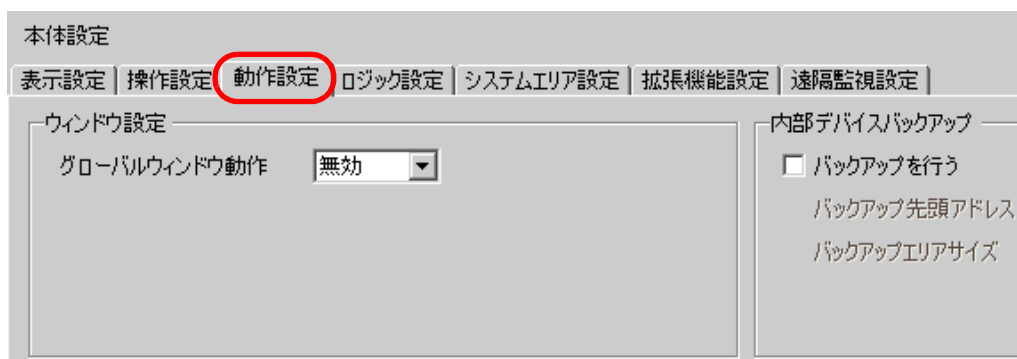 本体設定
表示設定 操作設定 動作設定 ロジック設定 システムエリア設定 拡張機能設定 遠隔監視設定
ウィンドウ設定
グローバルウィンドウ動作 無効
内部デバイスバックアップ
バックアップを行う
バックアップ先頭アドレス
バックアップエリアサイズ